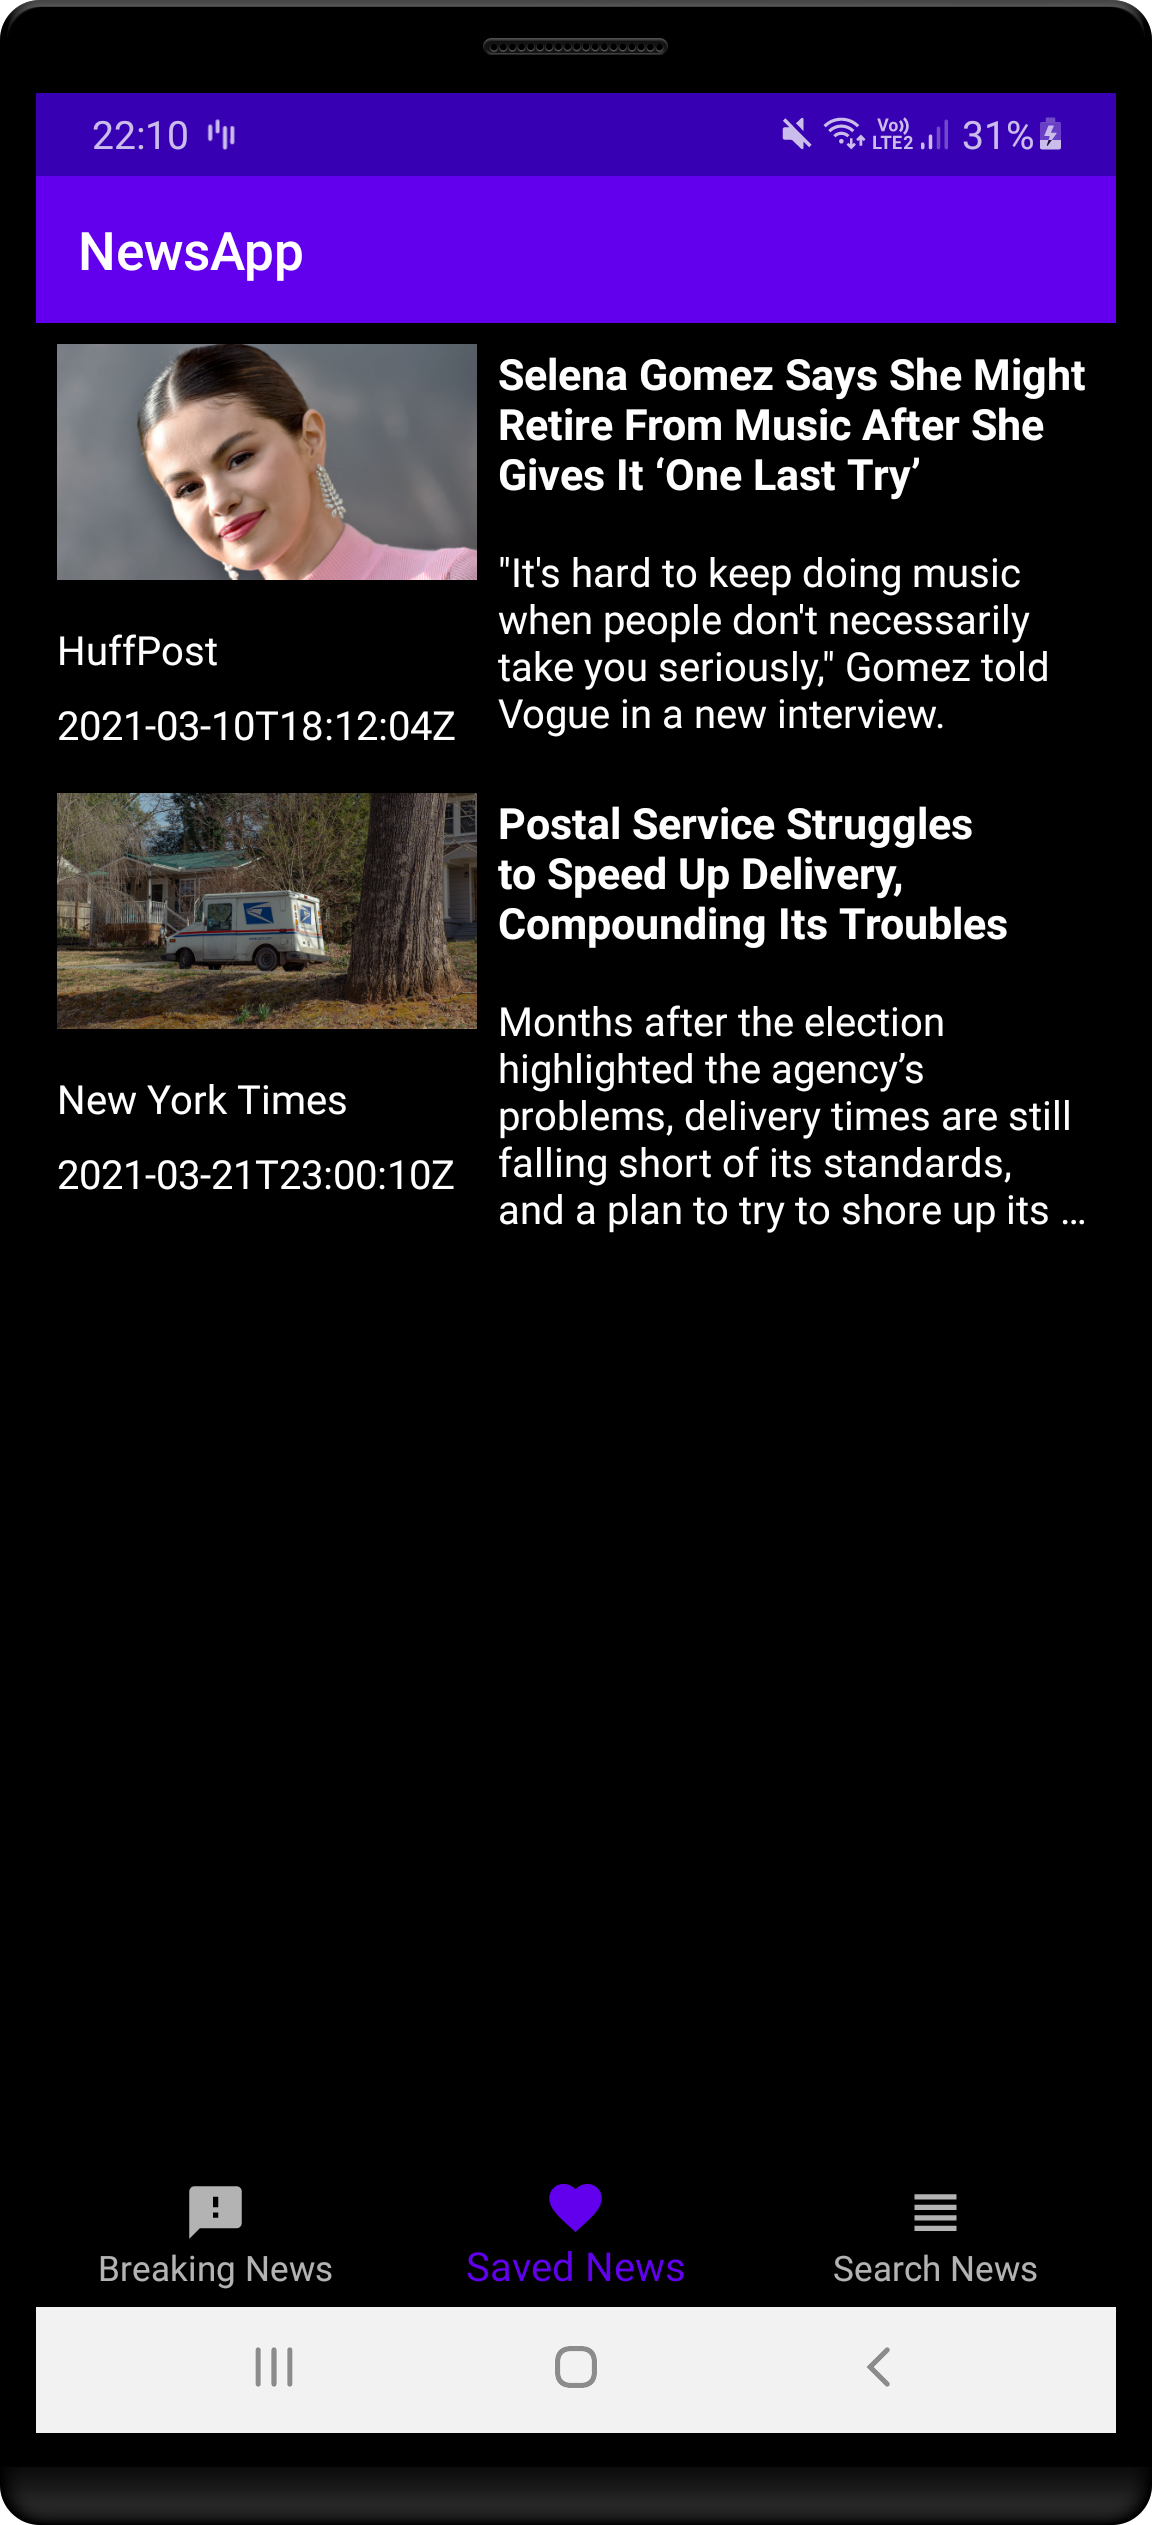 22:10
Vo))
LTE2
31%
NewsApp
Selena Gomez Says She Might
Retire From Music After She
Gives It ‘One Last Try’
"It's hard to keep doing music
when people don't necessarily
take you seriously," Gomez told
Vogue in a new interview.
HuffPost
2021-03-10T18:12:04Z
Postal Service Struggles
to Speed Up Delivery,
Compounding Its Troubles
Months after the election
highlighted the agency’s
problems, delivery times are still
falling short of its standards,
and a plan to try to shore up its ...
New York Times
2021-03-21T23:00:10Z
Breaking News
Saved News
Search News